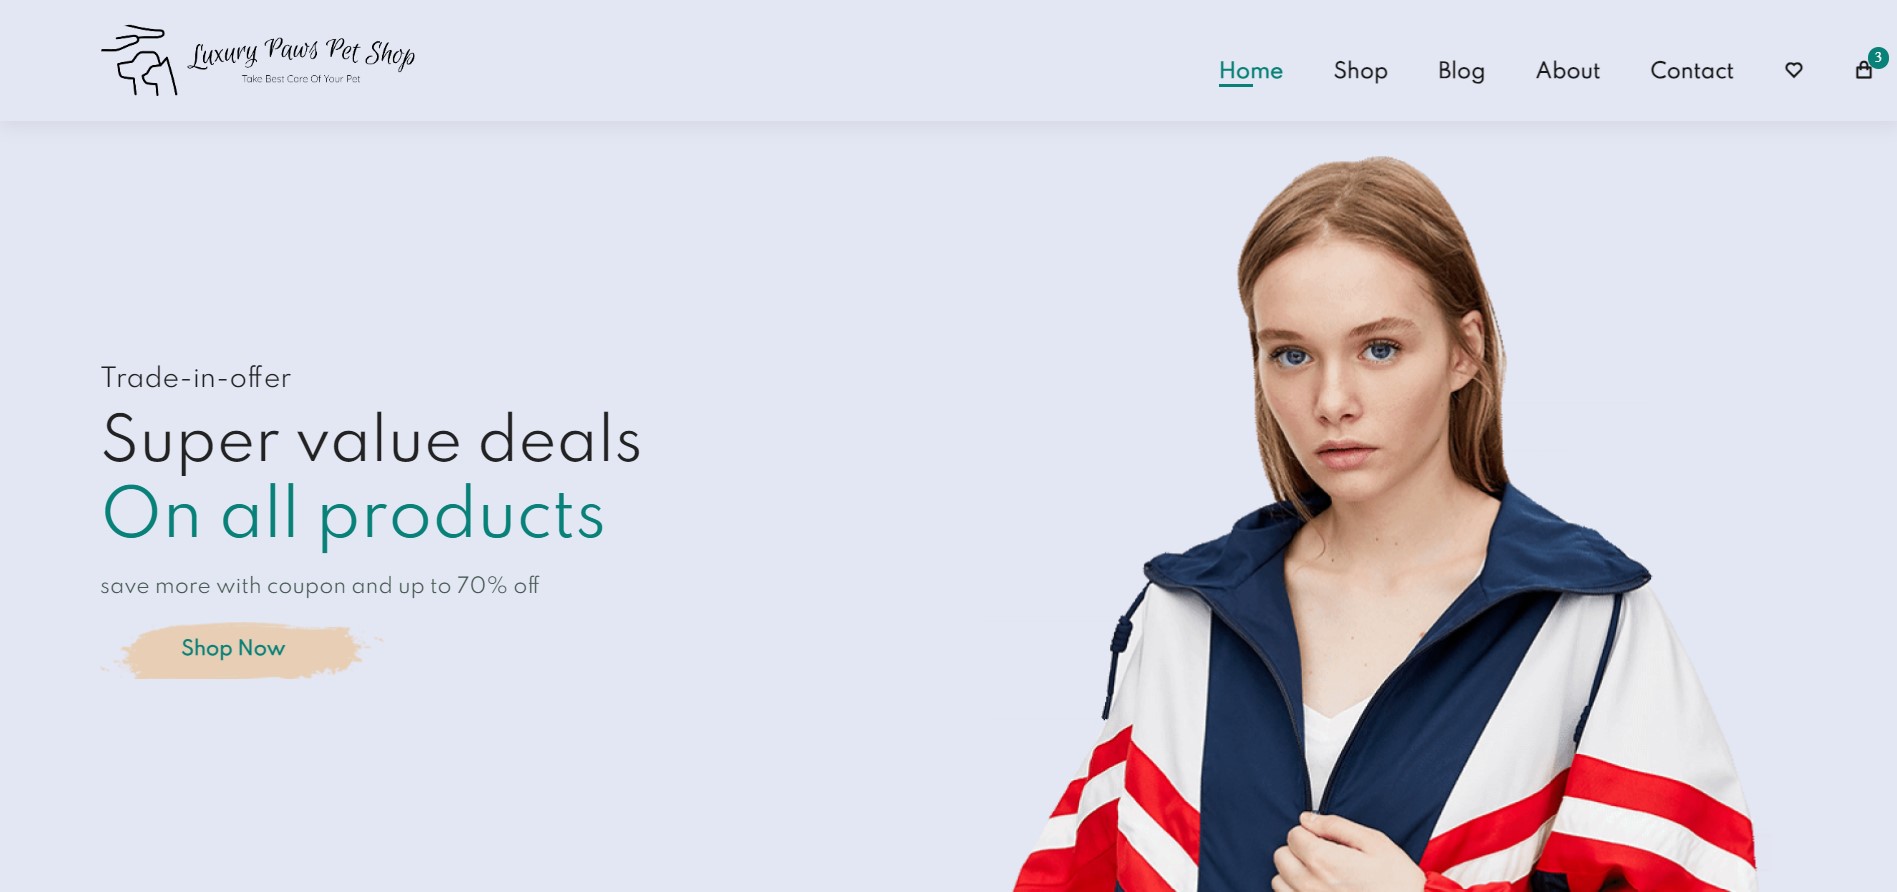 Luxury Paws Pet Shop
Take Best Care Of Your Pet
Home Shop Blog About Contact 3
Trade-in-offer
Super value deals
On all products
save more with coupon and up to 70% off
Shop Now